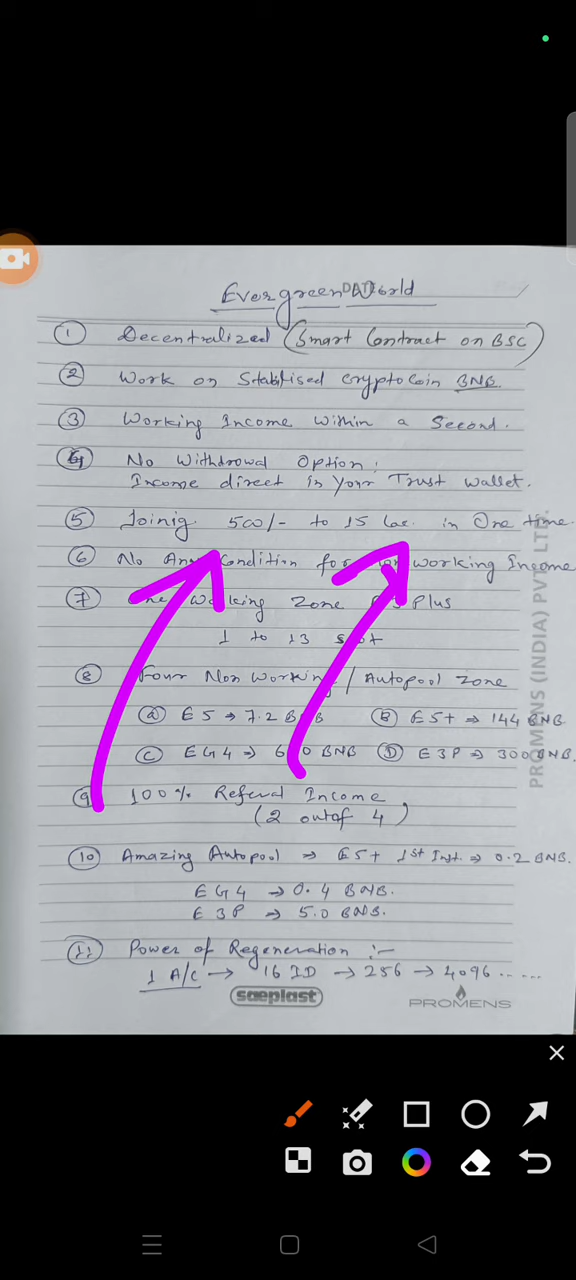 Evergreen World
DATE
① Decentralized (Smart Contract on BSC)
② Work on Stabilised cryptocoin BNB
③ Working Income within a Second.
④ No Withdrowal Option:
Income direct in Your Trust Wallet.
⑤ Joinig 500/- to 15 Lac. in One time.
⑥ No Any Condition for Working Income
⑦ Working Zone Plus
1 to 13
⑧ Four Non Working / Autopool Zone
ⓐ E5 → 7.2 BNB Ⓑ E5+ → 144 BNB
Ⓒ EG4 → BNB Ⓓ E3P → 300 BNB.
⑨ 100% Referal Income
(2 out of 4)
⑩ Amazing Autopool → E5+ 1st Inst. → 0.2 BNB.
EG4 → 0.4 BNB.
E3P → 5.0 BNB.
⑪ Power of Regeneration :-
1 A/C → 16 ID → 256 → 4096 ......
saeplast PROMENS
PROMENS (INDIA) PVT. LTD.